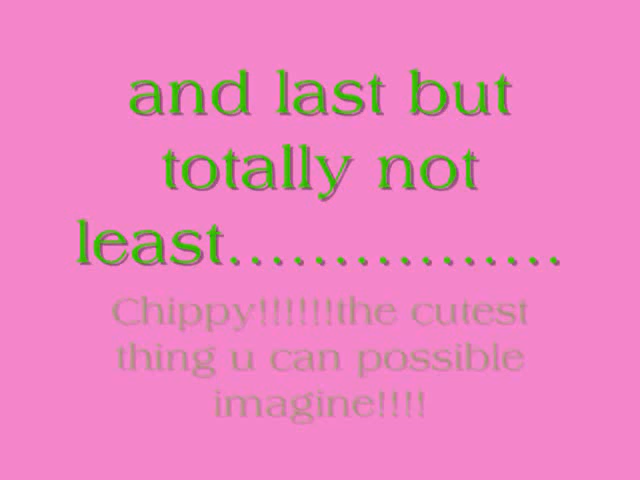 and last but
totally not
least................
Chippy!!!!!!the cutest
thing u can possible
imagine!!!!